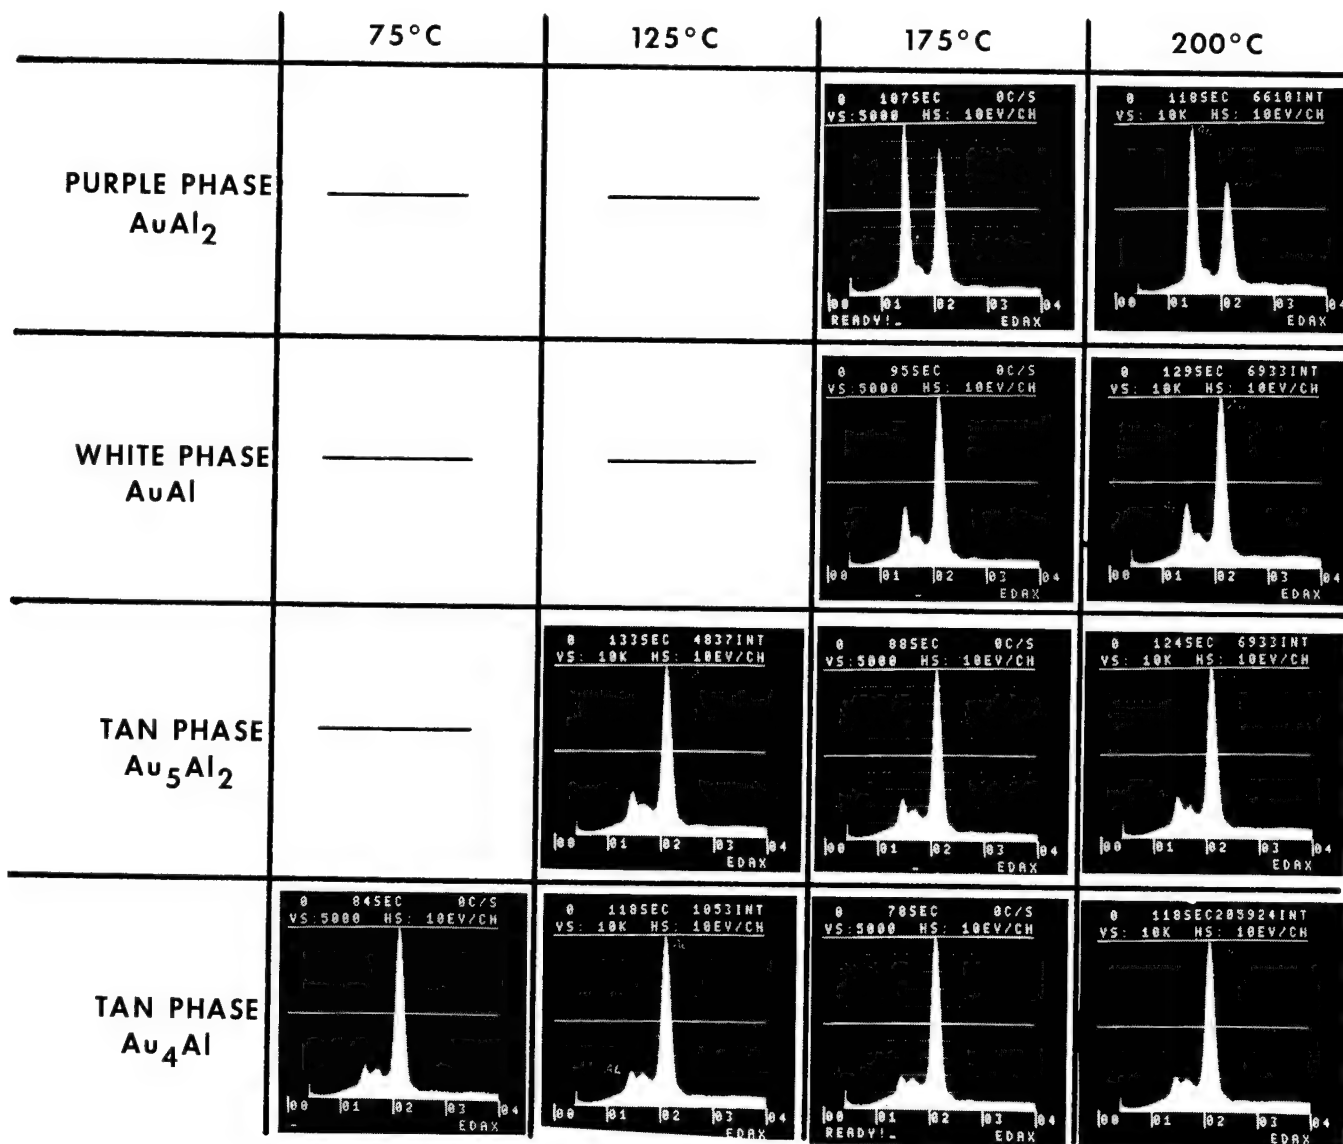 75°C 125°C 175°C 200°C
PURPLE PHASE
AuAl2
0 107SEC 0C/S
VS:5000 HS: 10EV/CH
00 01 02 03 04
READY! EDAX
0 118SEC 6610INT
VS: 10K HS: 10EV/CH
00 01 02 03 04
EDAX
WHITE PHASE
AuAl
0 95SEC 0C/S
VS:5000 HS: 10EV/CH
00 01 02 03 04
EDAX
0 129SEC 6933INT
VS: 10K HS: 10EV/CH
00 01 02 03 04
EDAX
TAN PHASE
Au5Al2
0 133SEC 4837INT
VS: 10K HS: 10EV/CH
00 01 02 03 04
EDAX
0 88SEC 0C/S
VS:5000 HS: 10EV/CH
00 01 02 03 04
EDAX
0 124SEC 6933INT
VS: 10K HS: 10EV/CH
00 01 02 03 04
EDAX
TAN PHASE
Au4Al
0 84SEC 0C/S
VS:5000 HS: 10EV/CH
00 01 02 03 04
EDAX
0 118SEC 1053INT
VS: 10K HS: 10EV/CH
AL
00 01 02 03 04
EDAX
0 78SEC 0C/S
VS:5000 HS: 10EV/CH
00 01 02 03 04
READY! EDAX
0 118SEC205924INT
VS: 10K HS: 10EV/CH
00 01 02 03 04
EDAX